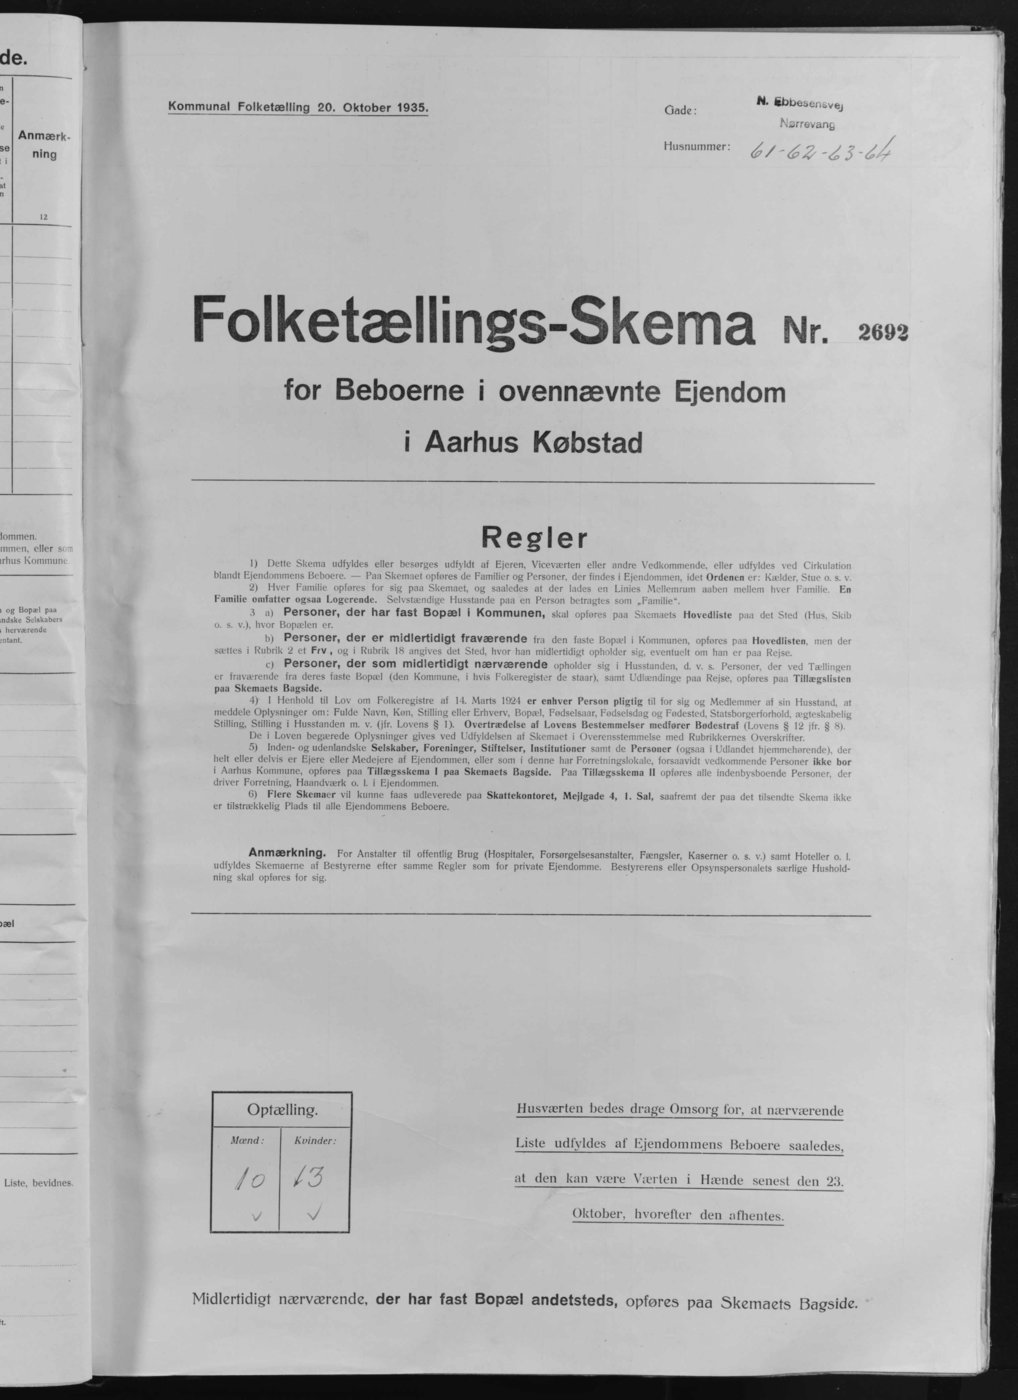 de.
Anmærk-
ning
12
dommen.
mmen, eller som
rhus Kommune.
og Bopæl paa
andske Selskabers
herværende
Liste, bevidnes.
Kommunal Folketælling 20. Oktober 1935.
Gade: N. Ebbesensvej
Nørrevang
Husnummer: 61-62-63-64
Folketællings-Skema Nr. 2692
for Beboerne i ovennævnte Ejendom
i Aarhus Købstad
Regler
1) Dette Skema udfyldes eller besørges udfyldt af Ejeren, Viceværten eller andre Vedkommende, eller udfyldes ved Cirkulation
blandt Ejendommens Beboere. — Paa Skemaet opføres de Familier og Personer, der findes i Ejendommen, idet Ordenen er: Kælder, Stue o. s. v.
2) Hver Familie opføres for sig paa Skemaet, og saaledes at der lades en Linies Mellemrum aaben mellem hver Familie. En
Familie omfatter ogsaa Logerende. Selvstændige Husstande paa en Person betragtes som „Familie“.
3 a) Personer, der har fast Bopæl i Kommunen, skal opføres paa Skemaets Hovedliste paa det Sted (Hus, Skib
o. s. v.), hvor Bopælen er.
b) Personer, der er midlertidigt fraværende fra den faste Bopæl i Kommunen, opføres paa Hovedlisten, men der
sættes i Rubrik 2 et Frv., og i Rubrik 18 angives det Sted, hvor han midlertidigt opholder sig, eventuelt om han er paa Rejse.
c) Personer, der som midlertidigt nærværende opholder sig i Husstanden, d. v. s. Personer, der ved Tællingen
er fraværende fra deres faste Bopæl (den Kommune, i hvis Folkeregister de staar), samt Udlændinge paa Rejse, opføres paa Tillægslisten
paa Skemaets Bagside.
4) I Henhold til Lov om Folkeregistre af 14. Marts 1924 er enhver Person pligtig til for sig og Medlemmer af sin Husstand, at
meddele Oplysninger om: Fulde Navn, Køn, Stilling eller Erhverv, Bopæl, Fødselsaar, Fødselsdag og Fødested, Statsborgerforhold, ægteskabelig
Stilling, Stilling i Husstanden m. v. (jfr. Lovens § 1). Overtrædelse af Lovens Bestemmelser medfører Bødestraf (Lovens § 12 jfr. § 8).
De i Loven begærede Oplysninger gives ved Udfyldelsen af Skemaet i Overensstemmelse med Rubrikkernes Overskrifter.
5) Inden- og udenlandske Selskaber, Foreninger, Stiftelser, Institutioner samt de Personer (ogsaa i Udlandet hjemmehørende), der
helt eller delvis er Ejere eller Medejere af Ejendommen, eller som i denne har Forretningslokale, forsaavidt vedkommende Personer ikke bor
i Aarhus Kommune, opføres paa Tillægsskema I paa Skemaets Bagside. Paa Tillægsskema II opføres alle indenbysboende Personer, der
driver Forretning, Haandværk o. l. i Ejendommen.
6) Flere Skemaer vil kunne faas udleverede paa Skattekontoret, Mejlgade 4, 1. Sal, saafremt der paa det tilsendte Skema ikke
er tilstrækkelig Plads til alle Ejendommens Beboere.
Anmærkning. For Anstalter til offentlig Brug (Hospitaler, Forsørgelsesanstalter, Fængsler, Kaserner o. s. v.) samt Hoteller o. l.
udfyldes Skemaerne af Bestyrerne efter samme Regler som for private Ejendomme. Bestyrerens eller Opsynspersonalets særlige Hushold-
ning skal opføres for sig.
Optælling.
Mænd: Kvinder:
10 13
Husværten bedes drage Omsorg for, at nærværende
Liste udfyldes af Ejendommens Beboere saaledes,
at den kan være Værten i Hænde senest den 23.
Oktober, hvorefter den afhentes.
Midlertidigt nærværende, der har fast Bopæl andetsteds, opføres paa Skemaets Bagside.